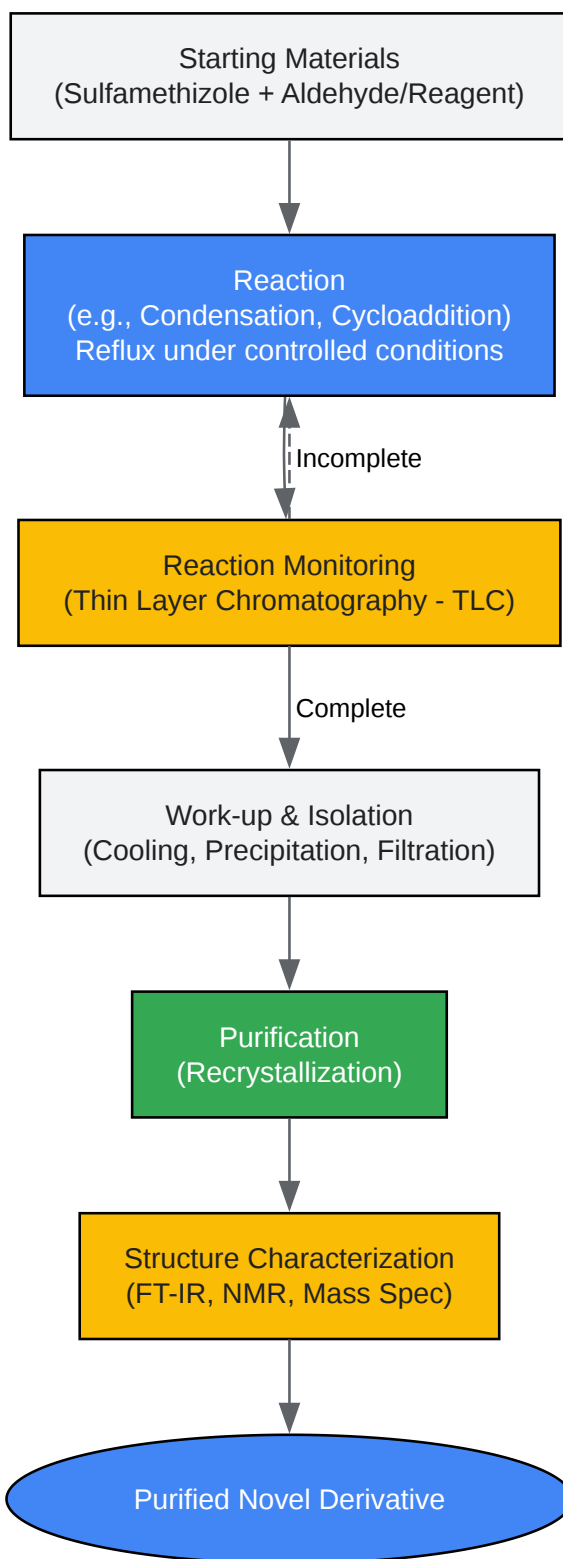 Starting Materials
(Sulfamethizole + Aldehyde/Reagent)
Reaction
(e.g., Condensation, Cycloaddition)
Reflux under controlled conditions
Incomplete
Reaction Monitoring
(Thin Layer Chromatography - TLC)
Complete
Work-up & Isolation
(Cooling, Precipitation, Filtration)
Purification
(Recrystallization)
Structure Characterization
(FT-IR, NMR, Mass Spec)
Purified Novel Derivative